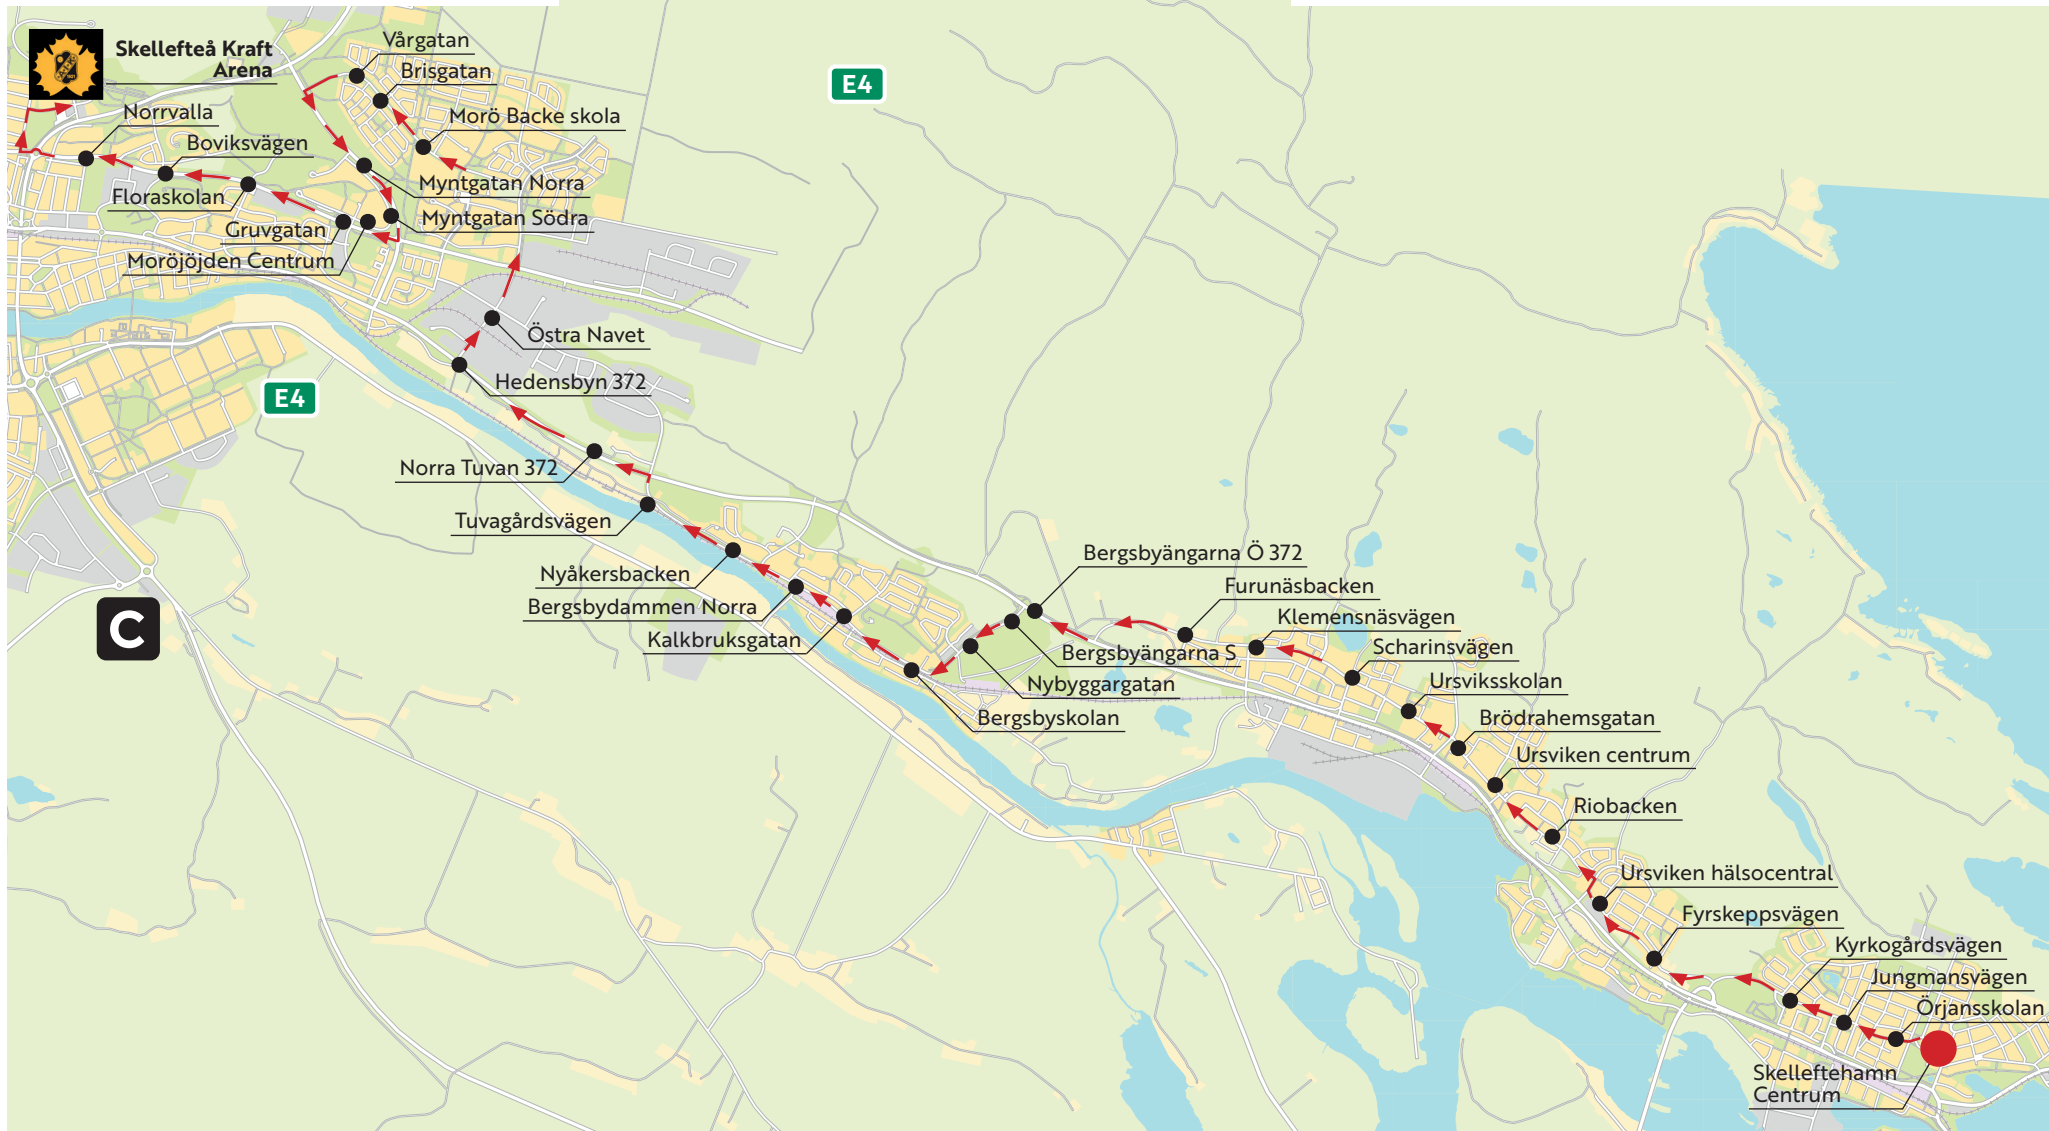 Skellefteå Kraft
Arena
Vårgatan
Brisgatan
E4
Norrvalla
Morö Backe skola
Boviksvägen
Myntgatan Norra
Floraskolan
Myntgatan Södra
Gruvgatan
Moröjöjden Centrum
Östra Navet
Hedensbyn 372
E4
Norra Tuvan 372
Tuvagårdsvägen
Bergsbyängarna Ö 372
Nyåkersbacken
Furunäsbacken
Bergsbydammen Norra
Klemensnäsvägen
C
Kalkbruksgatan
Scharinsvägen
Bergsbyängarna S
Ursviksskolan
Nybyggargatan
Bergsbyskolan
Brödrahemsgatan
Ursviken centrum
Riobacken
Ursviken hälsocentral
Fyrskeppsvägen
Kyrkogårdsvägen
Jungmansvägen
Örjansskolan
Skelleftehamn
Centrum